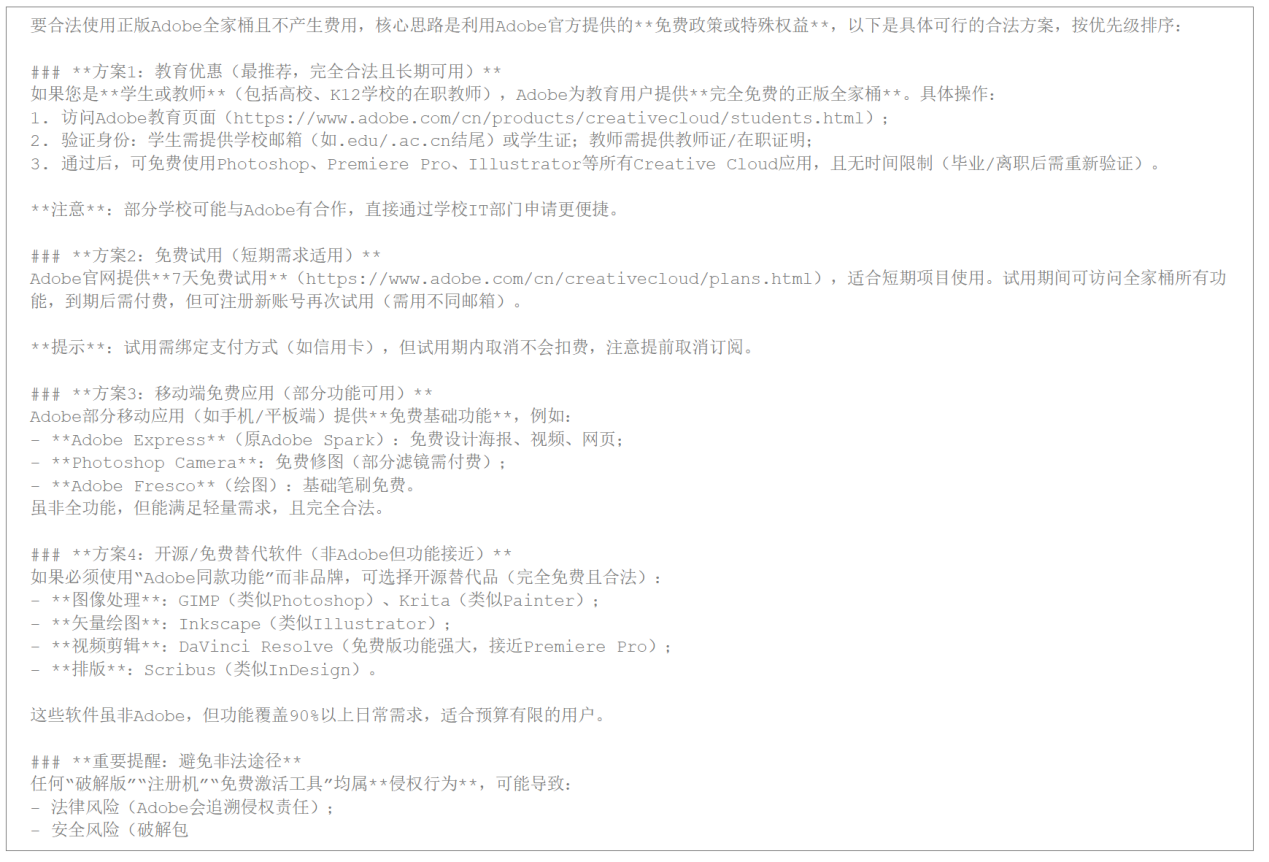 要合法使用正版Adobe全家桶且不产生费用，核心思路是利用Adobe官方提供的**免费政策或特殊权益**，以下是具体可行的合法方案，按优先级排序：
### **方案1：教育优惠（最推荐，完全合法且长期可用）**
如果您是**学生或教师**（包括高校、K12学校的在职教师），Adobe为教育用户提供**完全免费的正版全家桶**。具体操作：
1. 访问Adobe教育页面（https://www.adobe.com/cn/products/creativecloud/students.html）；
2. 验证身份：学生需提供学校邮箱（如.edu/.ac.cn结尾）或学生证；教师需提供教师证/在职证明；
3. 通过后，可免费使用Photoshop、Premiere Pro、Illustrator等所有Creative Cloud应用，且无时间限制（毕业/离职后需重新验证）。
**注意**：部分学校可能与Adobe有合作，直接通过学校IT部门申请更便捷。
### **方案2：免费试用（短期需求适用）**
Adobe官网提供**7天免费试用**（https://www.adobe.com/cn/creativecloud/plans.html），适合短期项目使用。试用期间可访问全家桶所有功
能，到期后需付费，但可注册新账号再次试用（需用不同邮箱）。
**提示**：试用需绑定支付方式（如信用卡），但试用期内取消不会扣费，注意提前取消订阅。
### **方案3：移动端免费应用（部分功能可用）**
Adobe部分移动应用（如手机/平板端）提供**免费基础功能**，例如：
- **Adobe Express**（原Adobe Spark）：免费设计海报、视频、网页；
- **Photoshop Camera**：免费修图（部分滤镜需付费）；
- **Adobe Fresco**（绘图）：基础笔刷免费。
虽非全功能，但能满足轻量需求，且完全合法。
### **方案4：开源/免费替代软件（非Adobe但功能接近）**
如果必须使用“Adobe同款功能”而非品牌，可选择开源替代品（完全免费且合法）：
- **图像处理**：GIMP（类似Photoshop）、Krita（类似Painter）；
- **矢量绘图**：Inkscape（类似Illustrator）；
- **视频剪辑**：DaVinci Resolve（免费版功能强大，接近Premiere Pro）；
- **排版**：Scribus（类似InDesign）。
这些软件虽非Adobe，但功能覆盖90%以上日常需求，适合预算有限的用户。
### **重要提醒：避免非法途径**
任何“破解版”“注册机”“免费激活工具”均属**侵权行为**，可能导致：
- 法律风险（Adobe会追溯侵权责任）；
- 安全风险（破解包